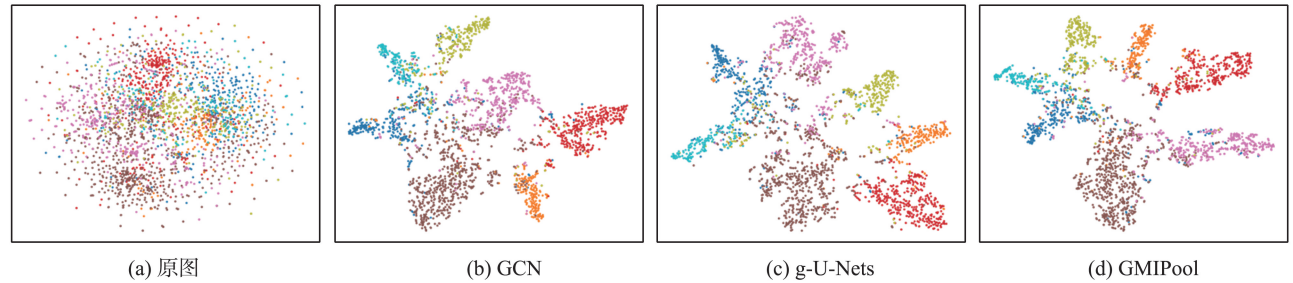 (a) 原图
(b) GCN
(c) g-U-Nets
(d) GMIPool